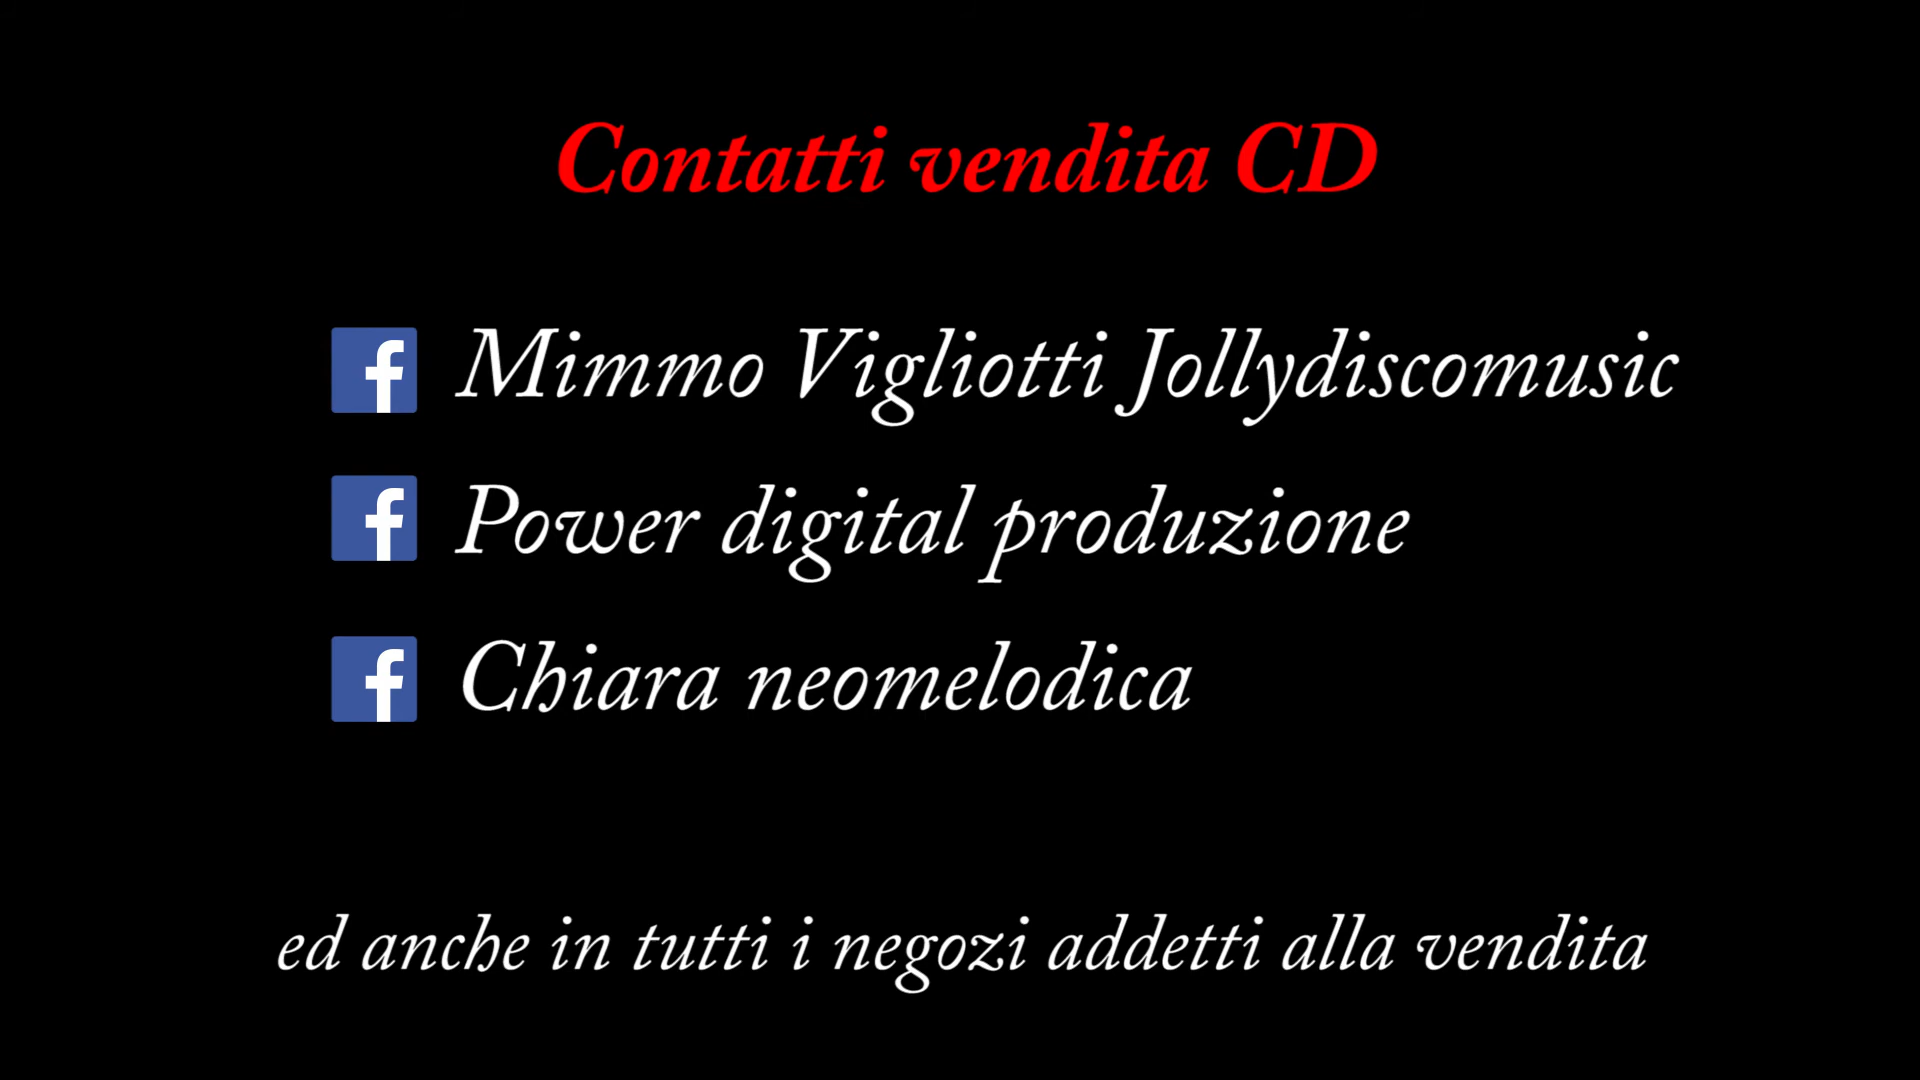 Contatti vendita CD
Mimmo Vigliotti Jollydiscomusic
Power digital produzione
Chiara neomelodica
ed anche in tutti i negozi addetti alla vendita